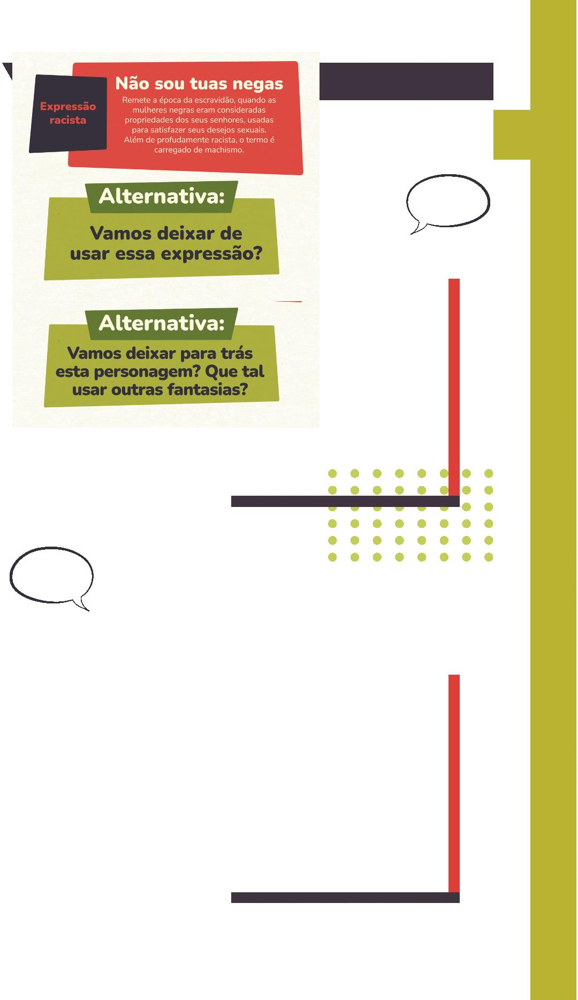 Expressão
racista
Não sou tuas negas
Remete a época da escravidão, quando as
mulheres negras eram consideradas
propriedades dos seus senhores, usadas
para satisfazer seus desejos sexuais.
Além de profudamente racista, o termo é
carregado de machismo.
Alternativa:
Vamos deixar de
usar essa expressão?
Alternativa:
Vamos deixar para trás
esta personagem? Que tal
usar outras fantasias?